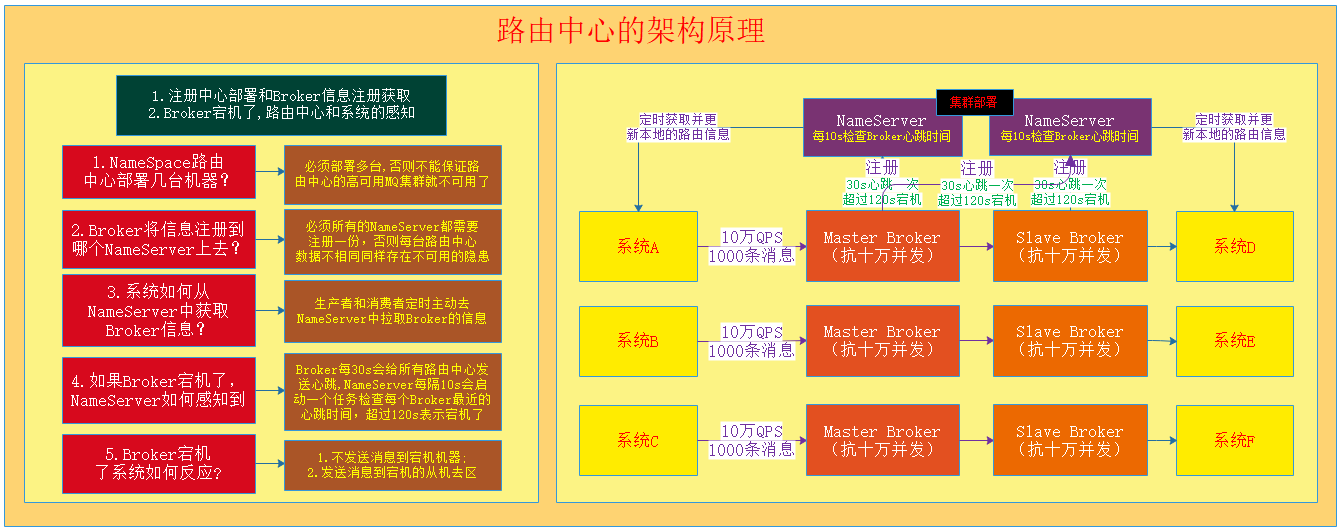 路由中心的架构原理
1.注册中心部署和Broker信息注册获取
2.Broker宕机了,路由中心和系统的感知
1.NameSpace路由
中心部署几台机器？
必须部署多台,否则不能保证路
由中心的高可用MQ集群就不可用了
2.Broker将信息注册到
哪个NameServer上去？
必须所有的NameServer都需要
注册一份，否则每台路由中心
数据不相同同样存在不可用的隐患
3.系统如何从
NameServer中获取
Broker信息？
生产者和消费者定时主动去
NameServer中拉取Broker的信息
4.如果Broker宕机了，
NameServer如何感知到
Broker每30s会给所有路由中心发
送心跳,NameServer每隔10s会启
动一个任务检查每个Broker最近的
心跳时间，超过120s表示宕机了
5.Broker宕机
了系统如何反应?
1.不发送消息到宕机机器;
2.发送消息到宕机的从机去区
集群部署
NameServer
每10s检查Broker心跳时间
NameServer
每10s检查Broker心跳时间
定时获取并更
新本地的路由信息
定时获取并更
新本地的路由信息
注册
30s心跳一次
超过120s宕机
注册
30s心跳一次
超过120s宕机
注册
30s心跳一次
超过120s宕机
系统A
10万QPS
1000条消息
Master Broker
（抗十万并发）
Slave Broker
（抗十万并发）
系统D
系统B
10万QPS
1000条消息
Master Broker
（抗十万并发）
Slave Broker
（抗十万并发）
系统E
系统C
10万QPS
1000条消息
Master Broker
（抗十万并发）
Slave Broker
（抗十万并发）
系统F